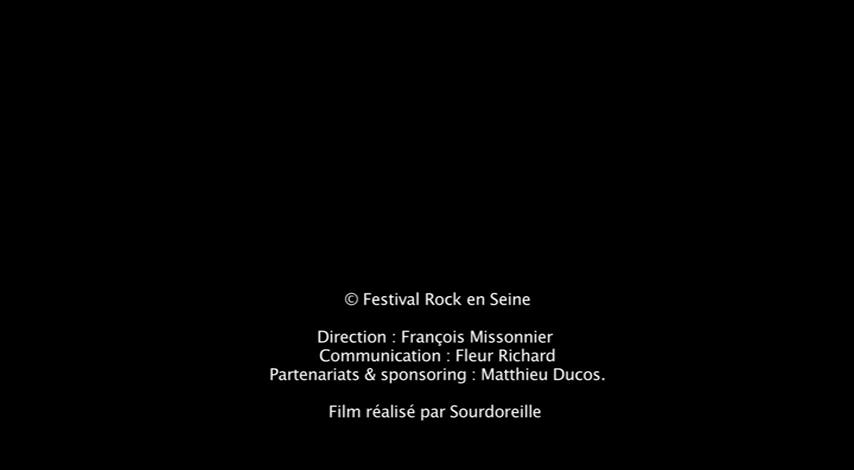 © Festival Rock en Seine
Direction : François Missonnier
Communication : Fleur Richard
Partenariats & sponsoring : Matthieu Ducos.
Film réalisé par Sourdoreille